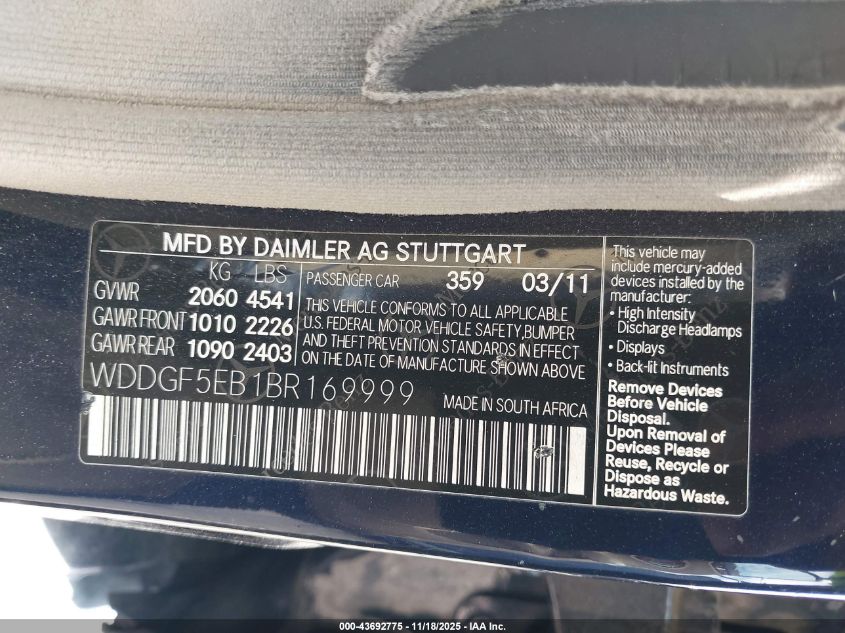 MFD BY DAIMLER AG STUTTGART
KG LBS
GVWR 2060 4541
GAWR FRONT 1010 2226
GAWR REAR 1090 2403
PASSENGER CAR 359 03/11
THIS VEHICLE CONFORMS TO ALL APPLICABLE
U.S. FEDERAL MOTOR VEHICLE SAFETY,BUMPER
AND THEFT PREVENTION STANDARDS IN EFFECT
ON THE DATE OF MANUFACTURE SHOWN ABOVE
WDDGF5EB1BR169999
MADE IN SOUTH AFRICA
This vehicle may
include mercury-added
devices installed by the
manufacturer:
• High Intensity
Discharge Headlamps
• Displays
• Back-lit Instruments
Remove Devices
Before Vehicle
Disposal.
Upon Removal of
Devices Please
Reuse, Recycle or
Dispose as
Hazardous Waste.
000-43692775 - 11/18/2025 - IAA Inc.